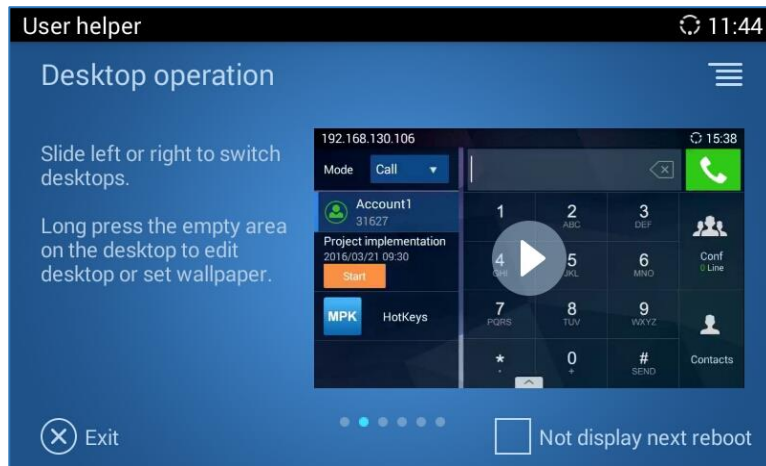 User helper
11:44
Desktop operation
Slide left or right to switch
desktops.
Long press the empty area
on the desktop to edit
desktop or set wallpaper.
192.168.130.106
15:38
Mode Call
Account1
31627
Project implementation
2016/03/21 09:30
Start
MPK HotKeys
1 2 3
ABC DEF
4 5 6
GHI JKL MNO
7 8 9
PQRS TUV WXYZ
* 0 #
. + SEND
Conf
0 Line
Contacts
Exit
Not display next reboot